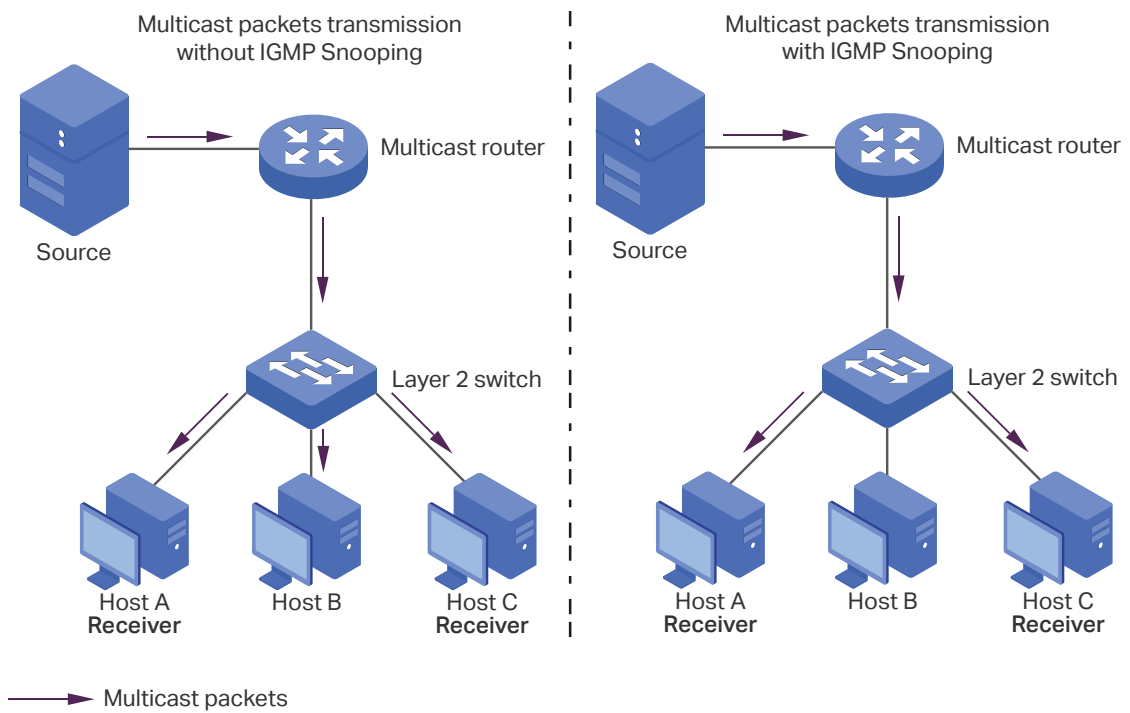 Multicast packets transmission
without IGMP Snooping
Multicast router
Source
Layer 2 switch
Host A
Receiver
Host B
Host C
Receiver
Multicast packets transmission
with IGMP Snooping
Multicast router
Source
Layer 2 switch
Host A
Receiver
Host B
Host C
Receiver
Multicast packets